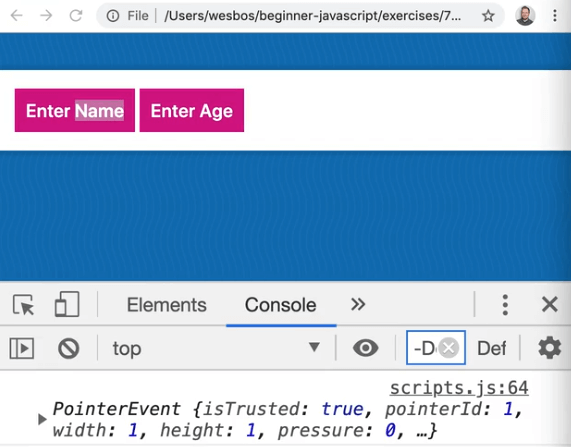 File | /Users/wesbos/beginner-javascript/exercises/7...
Enter Name Enter Age
Elements Console »
top -D Def
scripts.js:64
PointerEvent {isTrusted: true, pointerId: 1,
width: 1, height: 1, pressure: 0, …}